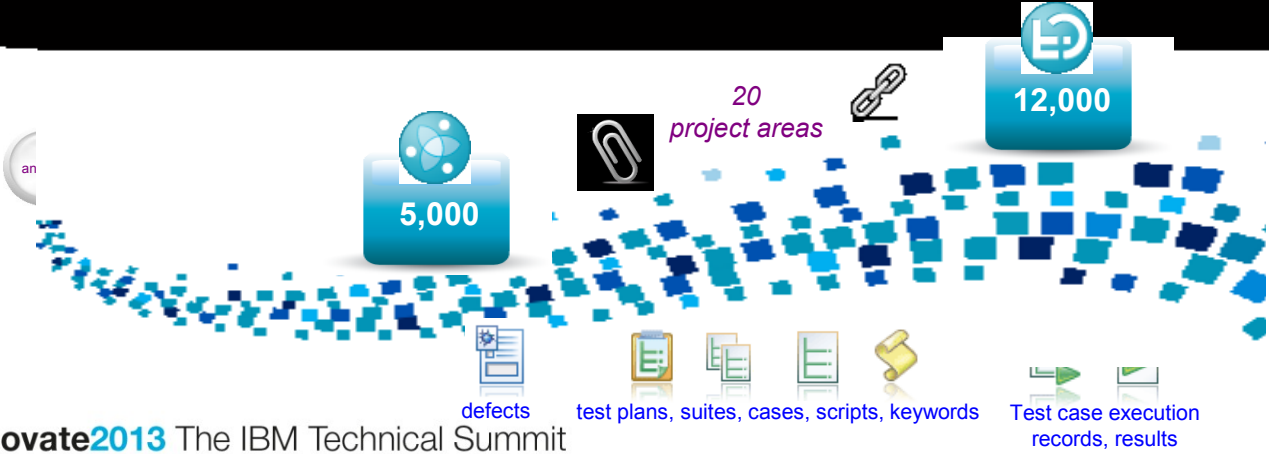 20
project areas
12,000
an
5,000
defects
test plans, suites, cases, scripts, keywords
Test case execution
records, results
ovate2013 The IBM Technical Summit